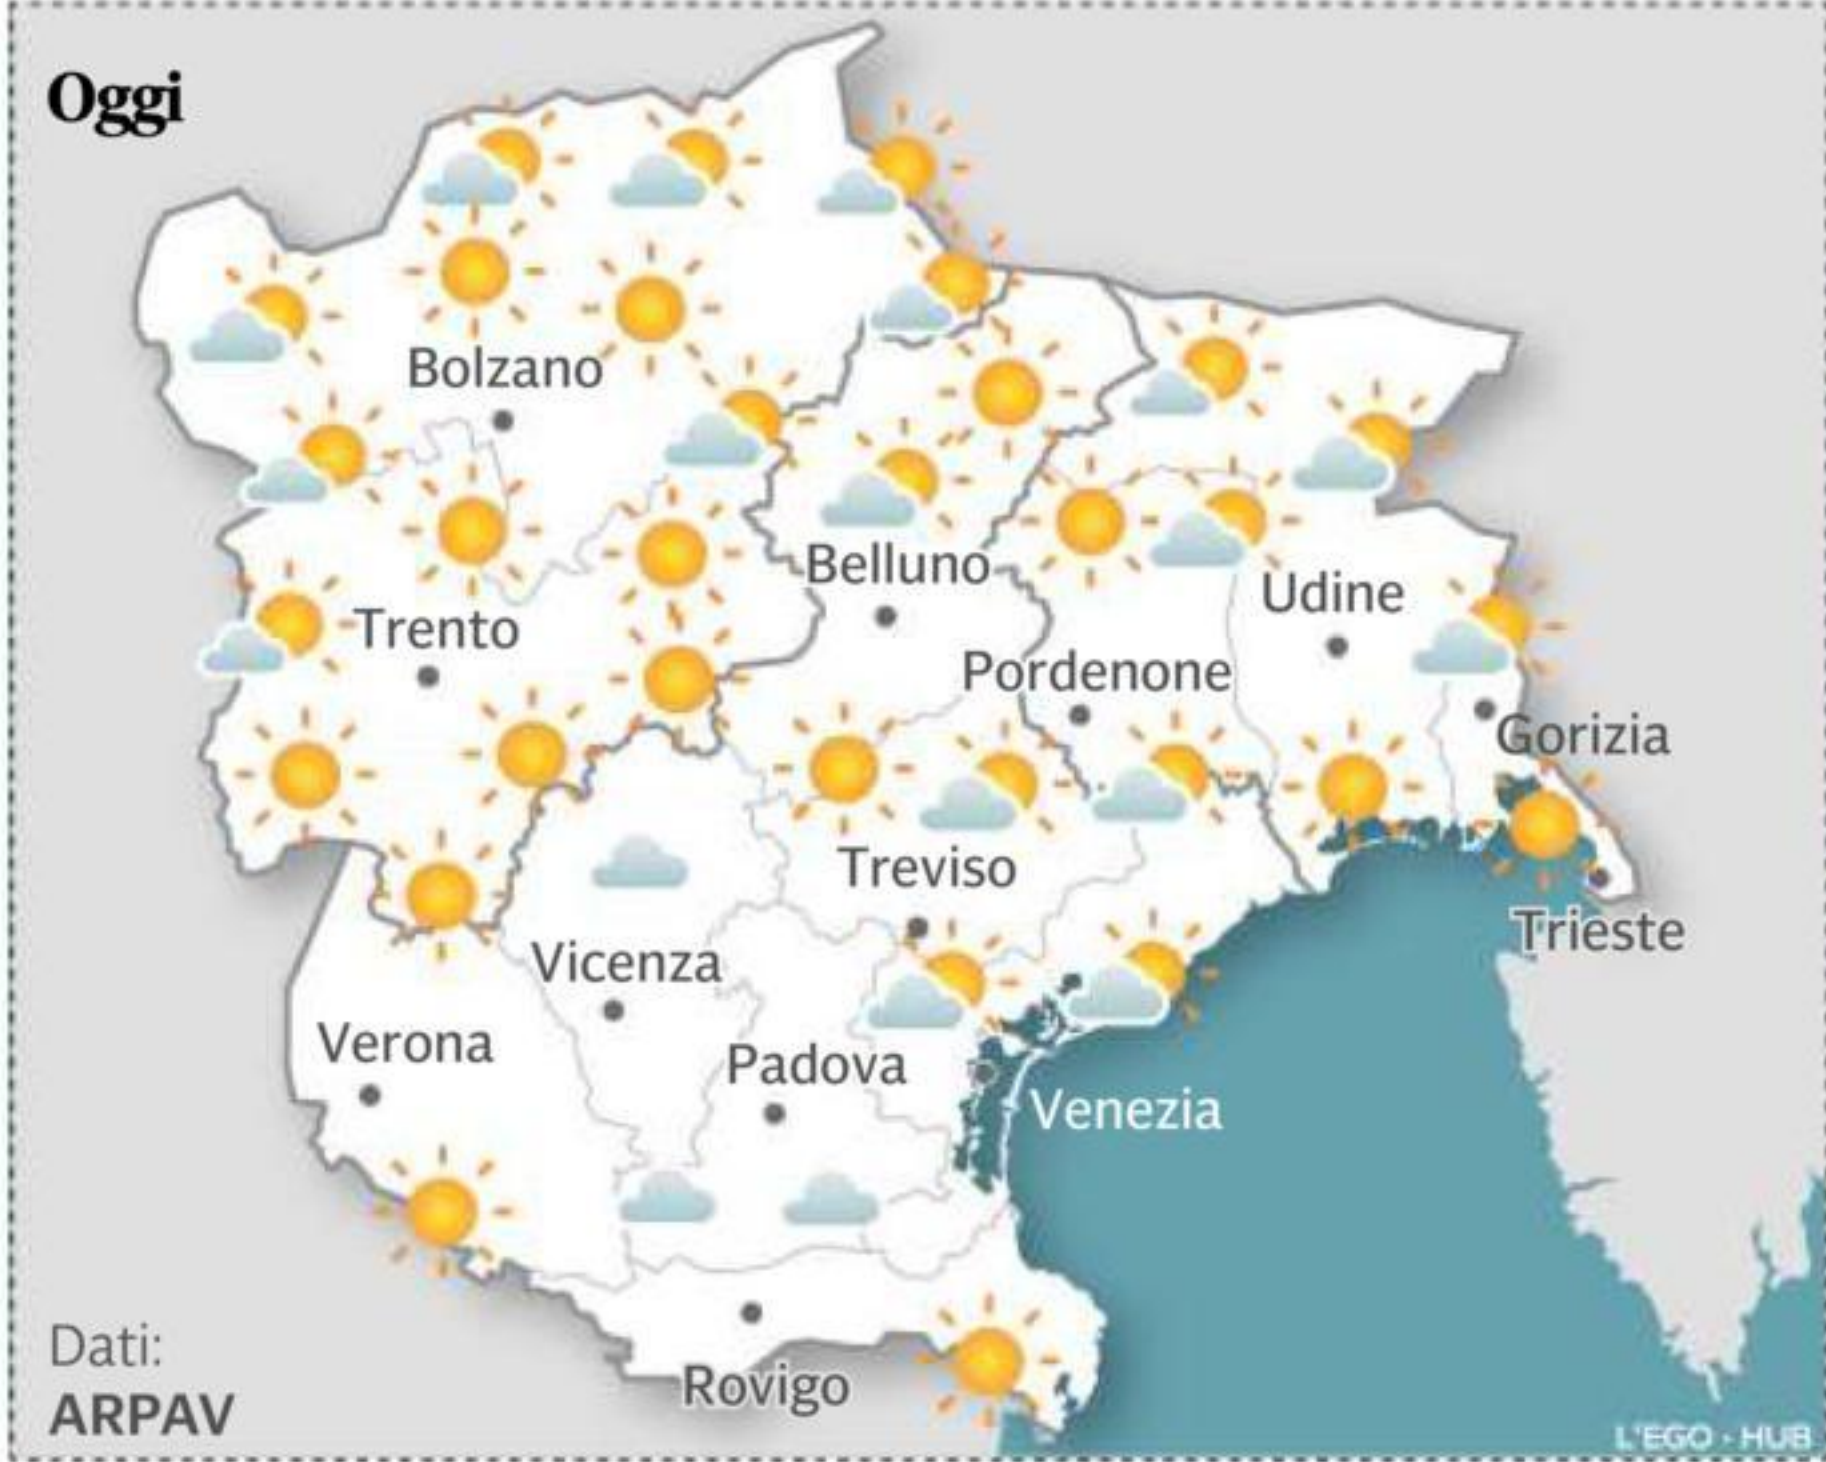 Oggi
Bolzano
Belluno
Udine
Trento
Pordenone
Gorizia
Treviso
Trieste
Vicenza
Verona
Padova
Venezia
Rovigo
Dati:
ARPAV
L'EGO - HUB